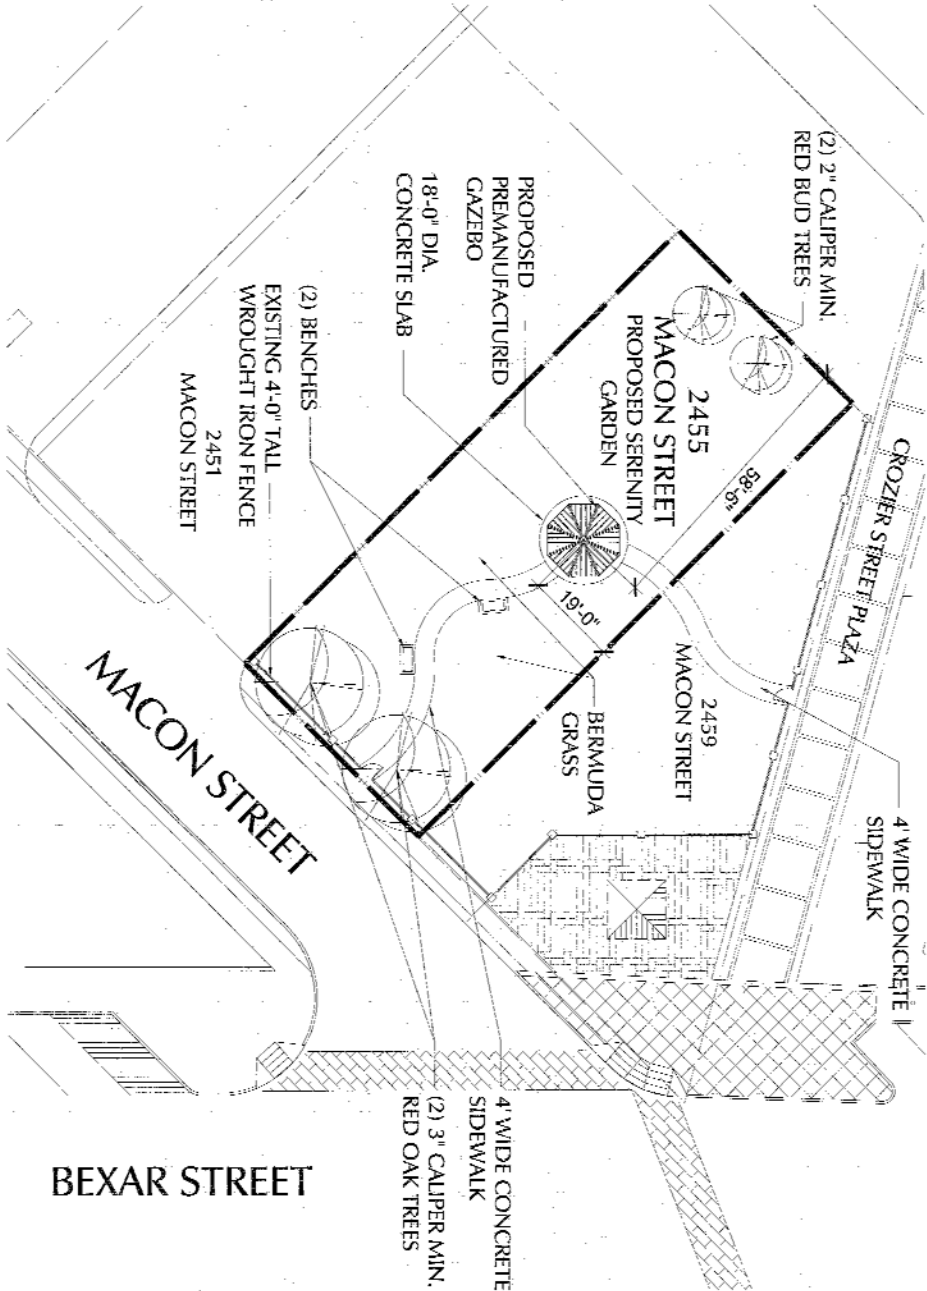 (2) 2" CALIPER MIN.
RED BUD TREES
PROPOSED
PREMANUFACTURED
GAZEBO
18'-0" DIA.
CONCRETE SLAB
(2) BENCHES
EXISTING 4'-0" TALL
WROUGHT IRON FENCE
2451
MACON STREET
2455
MACON STREET
PROPOSED SERENITY
GARDEN
58'-6"
19'-0"
CROZIER STREET PLAZA
2459
MACON STREET
BERMUDA
GRASS
4' WIDE CONCRETE
SIDEWALK
MACON STREET
4' WIDE CONCRETE
SIDEWALK
(2) 3" CALIPER MIN.
RED OAK TREES
BEXAR STREET